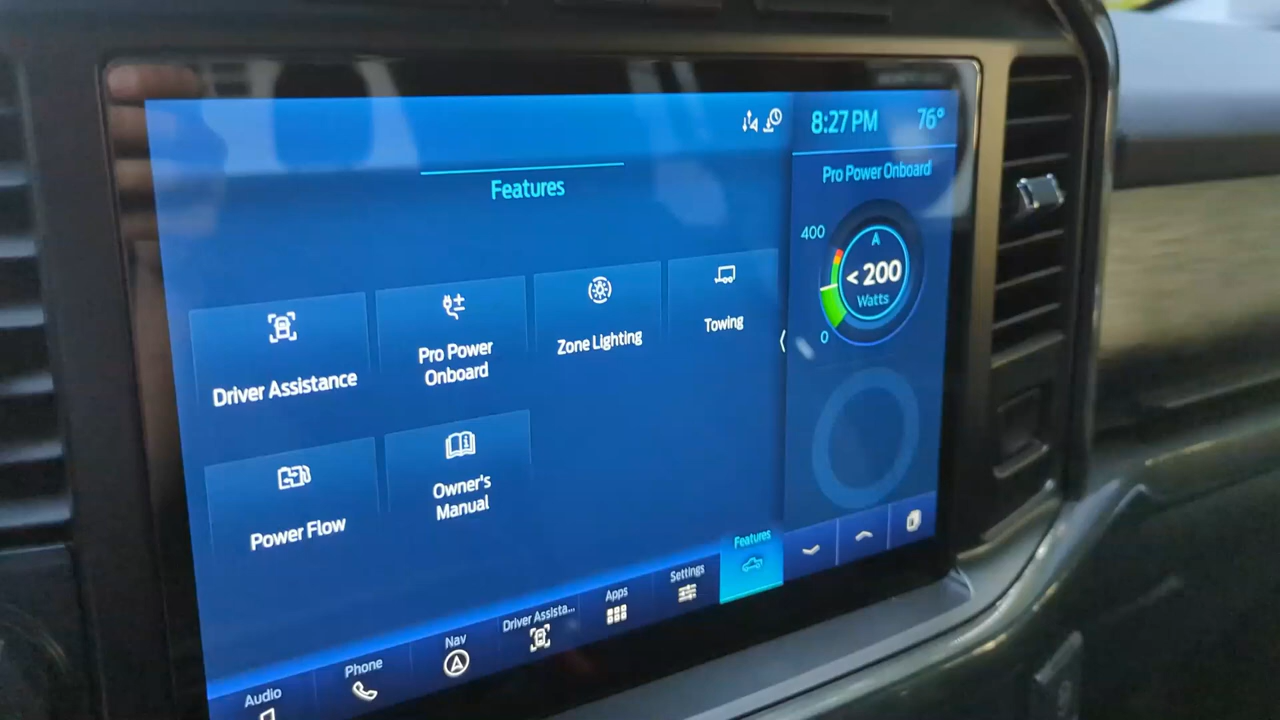 8:27 PM 76°
Features
Pro Power Onboard
400
A
< 200
Watts
0
Driver Assistance
Pro Power
Onboard
Zone Lighting
Towing
Power Flow
Owner's
Manual
Audio
Phone
Nav
Driver Assista...
Apps
Settings
Features